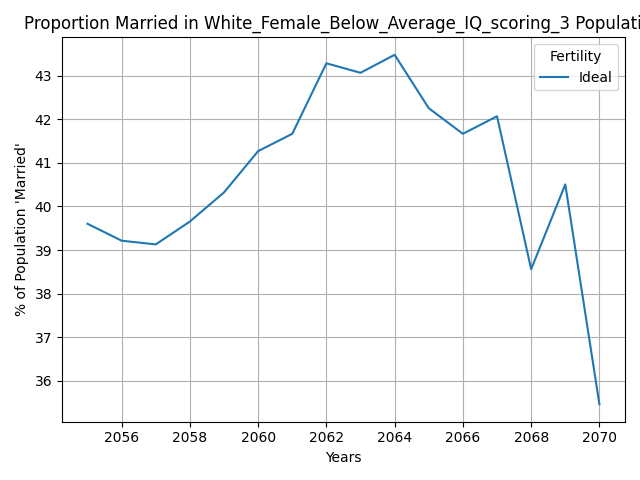 Proportion Married in White_Female_Below_Average_IQ_scoring_3 Populati
Fertility
Ideal
% of Population 'Married'
43
42
41
40
39
38
37
36
2056 2058 2060 2062 2064 2066 2068 2070
Years